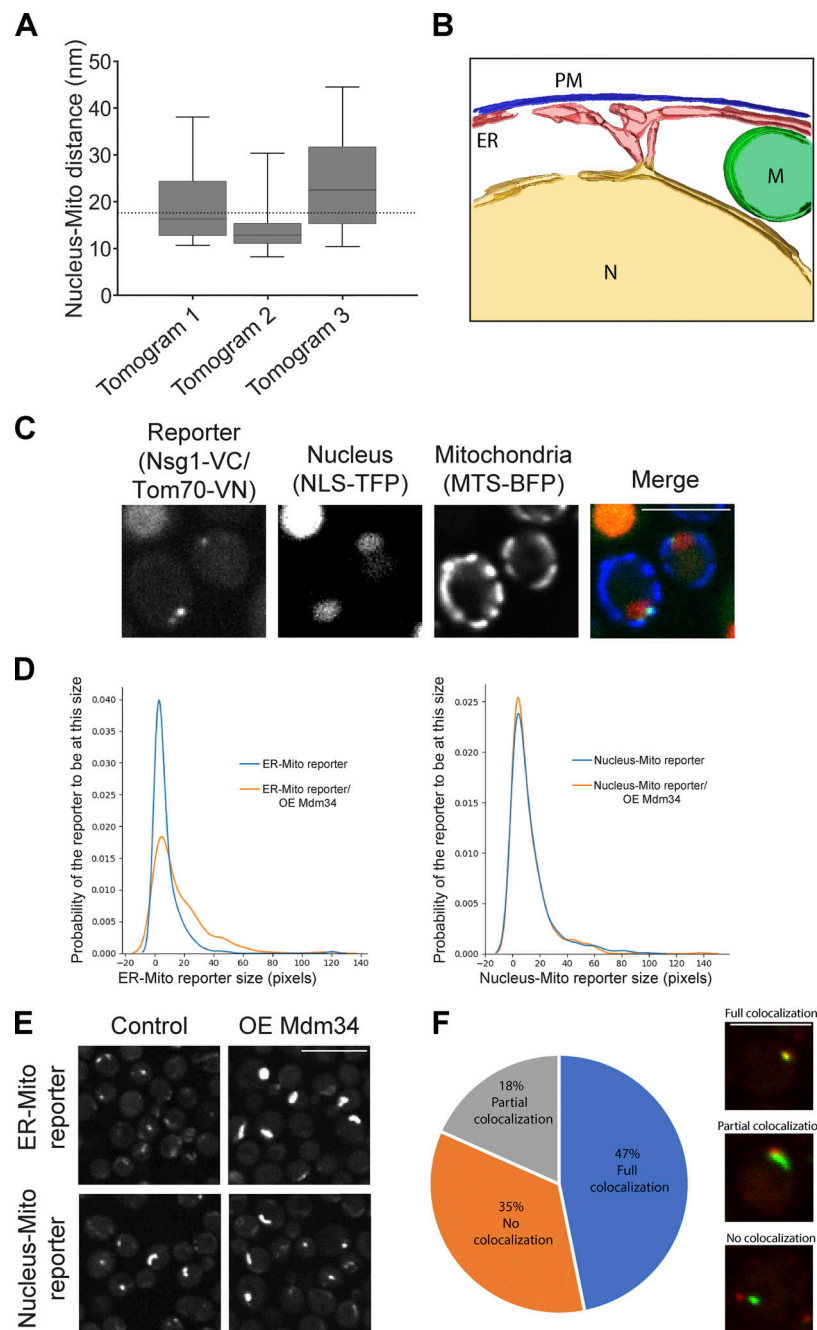 A
Nucleus-Mito distance (nm)
50
40
30
20
10
0
Tomogram 1
Tomogram 2
Tomogram 3
B
PM
ER
M
N
C
Reporter
(Nsg1-VC/
Tom70-VN)
Nucleus
(NLS-TFP)
Mitochondria
(MTS-BFP)
Merge
D
Probability of the reporter to be at this size
0.040
0.035
0.030
0.025
0.020
0.015
0.010
0.005
0.000
ER-Mito reporter
ER-Mito reporter/
OE Mdm34
−20 0 20 40 60 80 100 120 140
ER-Mito reporter size (pixels)
Probability of the reporter to be at this size
0.025
0.020
0.015
0.010
0.005
0.000
Nucleus-Mito reporter
Nucleus-Mito reporter/
OE Mdm34
−20 0 20 40 60 80 100 120 140
Nucleus-Mito reporter size (pixels)
E
Control
OE Mdm34
ER-Mito
reporter
Nucleus-Mito
reporter
F
18%
Partial
colocalization
47%
Full
colocalization
35%
No
colocalization
Full colocalization
Partial colocalization
No colocalization